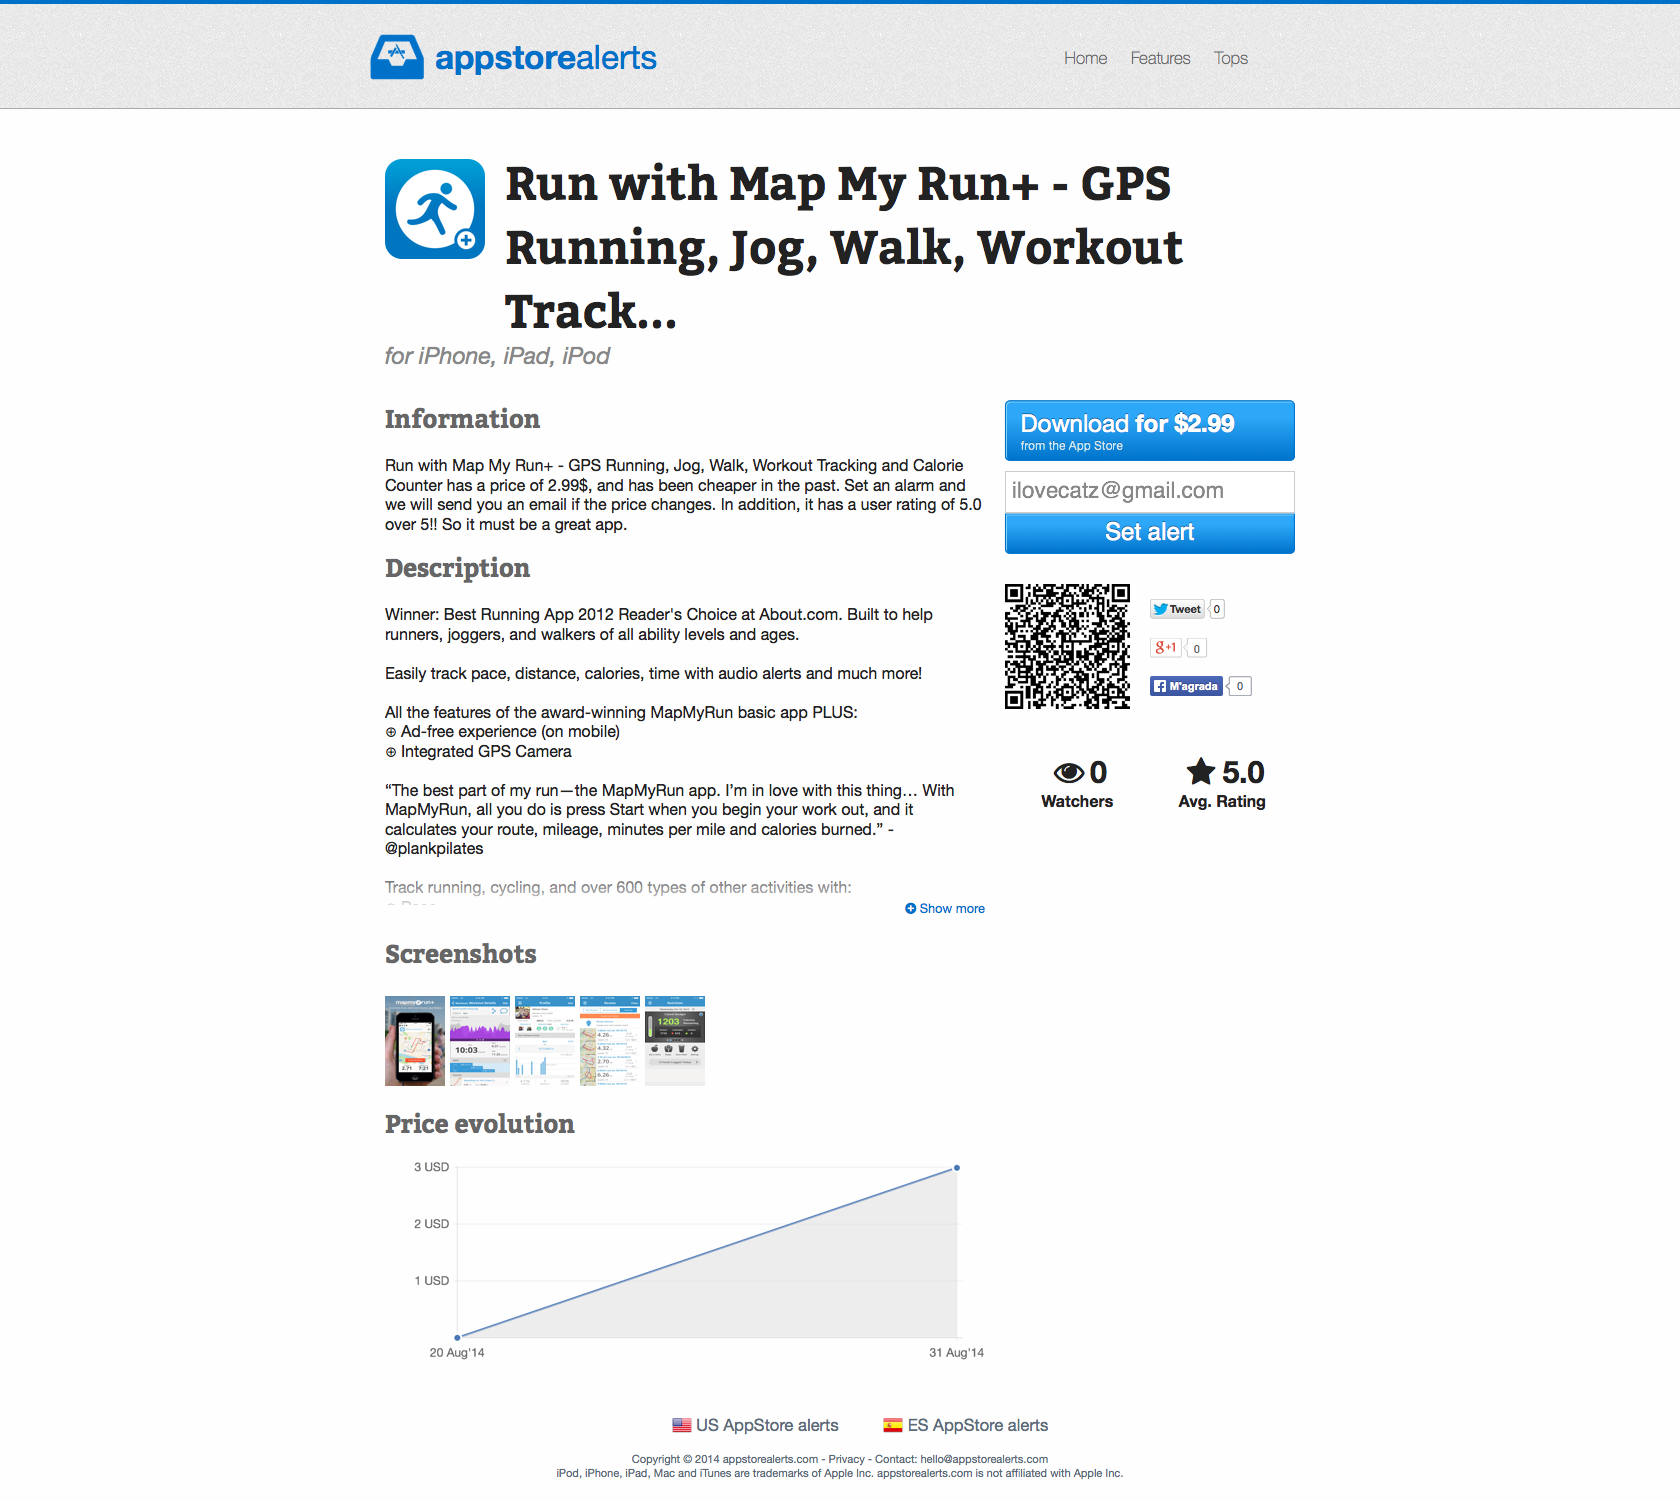 appstorealerts
Home Features Tops
Run with Map My Run+ - GPS
Running, Jog, Walk, Workout
Track...
for iPhone, iPad, iPod
Information
Run with Map My Run+ - GPS Running, Jog, Walk, Workout Tracking and Calorie
Counter has a price of 2.99$, and has been cheaper in the past. Set an alarm and
we will send you an email if the price changes. In addition, it has a user rating of 5.0
over 5!! So it must be a great app.
Download for $2.99
from the App Store
ilovecatz@gmail.com
Set alert
Description
Winner: Best Running App 2012 Reader's Choice at About.com. Built to help
runners, joggers, and walkers of all ability levels and ages.
Easily track pace, distance, calories, time with audio alerts and much more!
All the features of the award-winning MapMyRun basic app PLUS:
⊕ Ad-free experience (on mobile)
⊕ Integrated GPS Camera
“The best part of my run—the MapMyRun app. I’m in love with this thing… With
MapMyRun, all you do is press Start when you begin your work out, and it
calculates your route, mileage, minutes per mile and calories burned.” -
@plankpilates
Track running, cycling, and over 600 types of other activities with:
Show more
Tweet 0
g+1 0
M'agrada 0
0 5.0
Watchers Avg. Rating
Screenshots
mapmyrun+
10:03
1203
4.26
4.32
2.70
6.26
2.71 7:21
Price evolution
3 USD
2 USD
1 USD
20 Aug'14 31 Aug'14
US AppStore alerts ES AppStore alerts
Copyright © 2014 appstorealerts.com - Privacy - Contact: hello@appstorealerts.com
iPod, iPhone, iPad, Mac and iTunes are trademarks of Apple Inc. appstorealerts.com is not affiliated with Apple Inc.